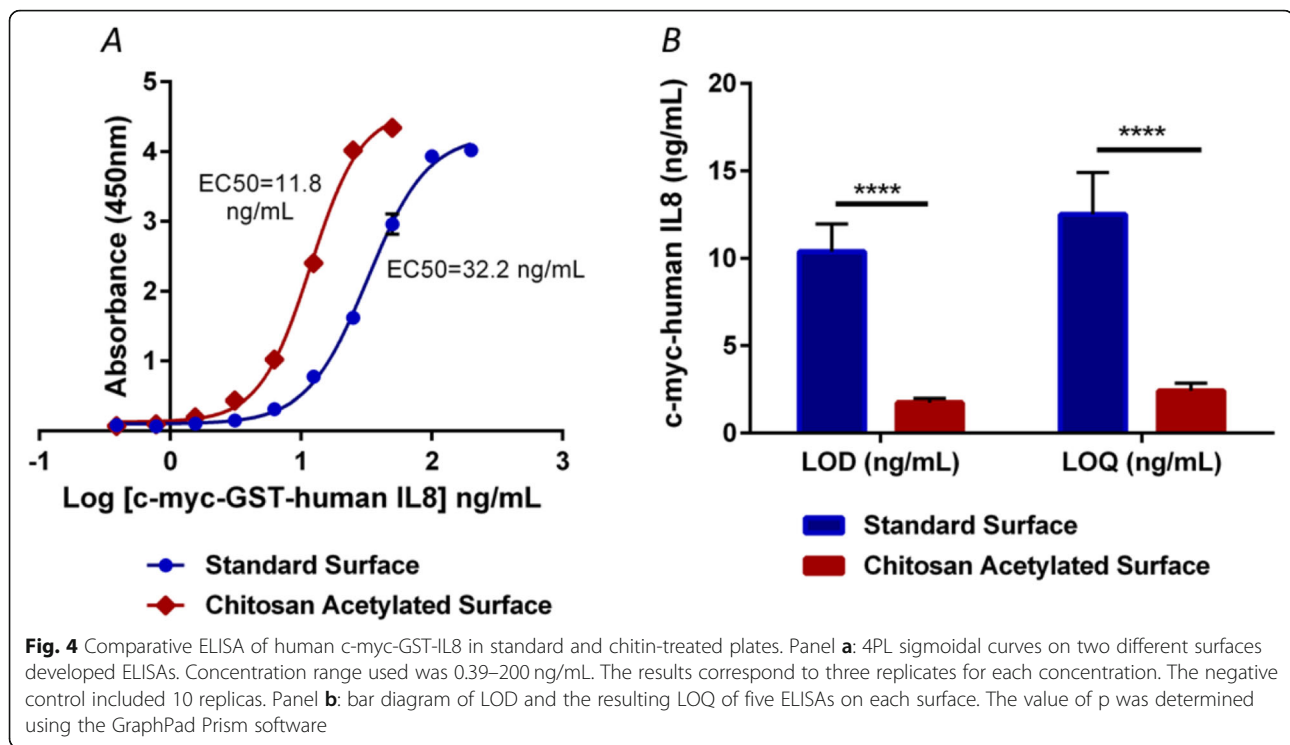 A
B
Absorbance (450nm)
5
4
3
2
1
-1
0
1
2
3
EC50=11.8
ng/mL
EC50=32.2 ng/mL
Log [c-myc-GST-human IL8] ng/mL
Standard Surface
Chitosan Acetylated Surface
c-myc-human IL8 (ng/mL)
20
15
10
5
0
****
****
LOD (ng/mL)
LOQ (ng/mL)
Standard Surface
Chitosan Acetylated Surface
Fig. 4 Comparative ELISA of human c-myc-GST-IL8 in standard and chitin-treated plates. Panel a: 4PL sigmoidal curves on two different surfaces
developed ELISAs. Concentration range used was 0.39–200 ng/mL. The results correspond to three replicates for each concentration. The negative
control included 10 replicas. Panel b: bar diagram of LOD and the resulting LOQ of five ELISAs on each surface. The value of p was determined
using the GraphPad Prism software